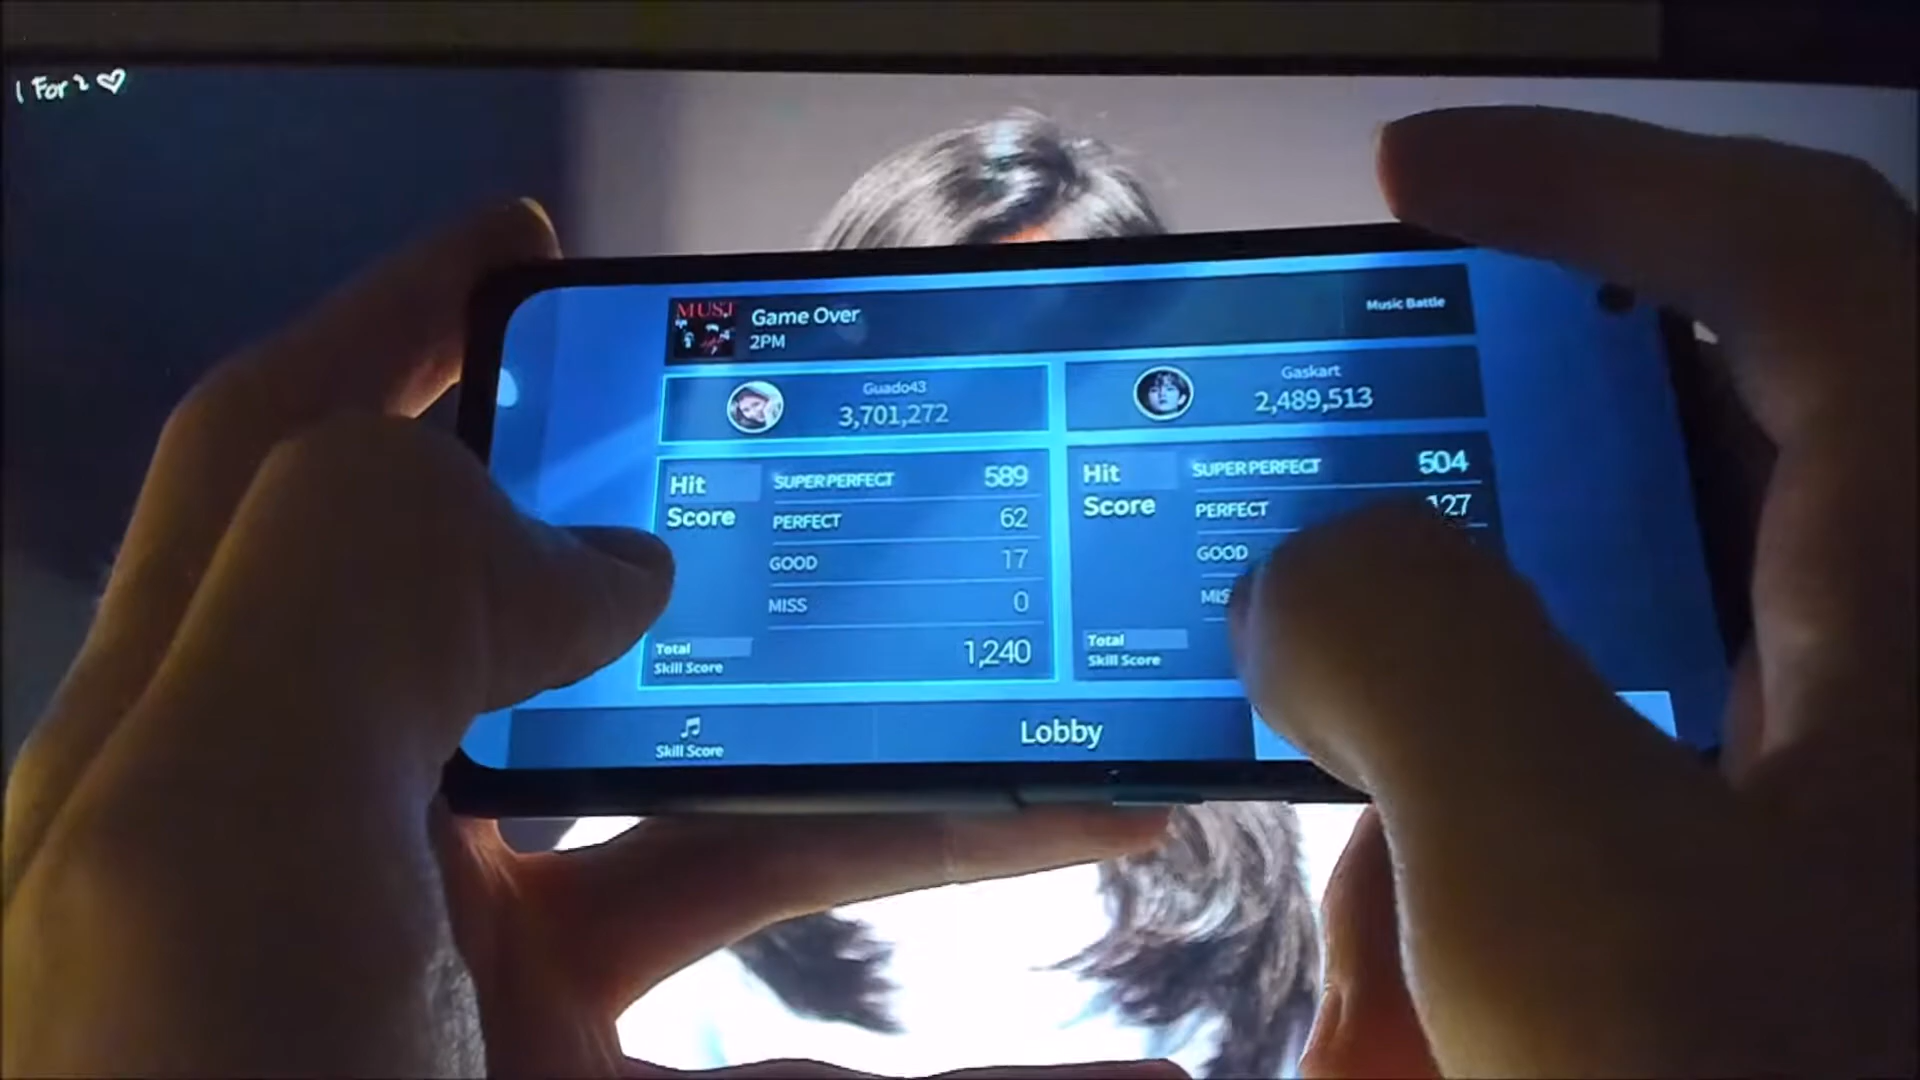 1 For 2 ♡
MUST
Game Over
2PM
Music Battle
Guado43
3,701,272
Gaskart
2,489,513
Hit
Score
SUPER PERFECT 589
PERFECT 62
GOOD 17
MISS 0
Total
Skill Score
1,240
Hit
Score
SUPER PERFECT 504
PERFECT 127
GOOD
Total
Skill Score
Skill Score
Lobby